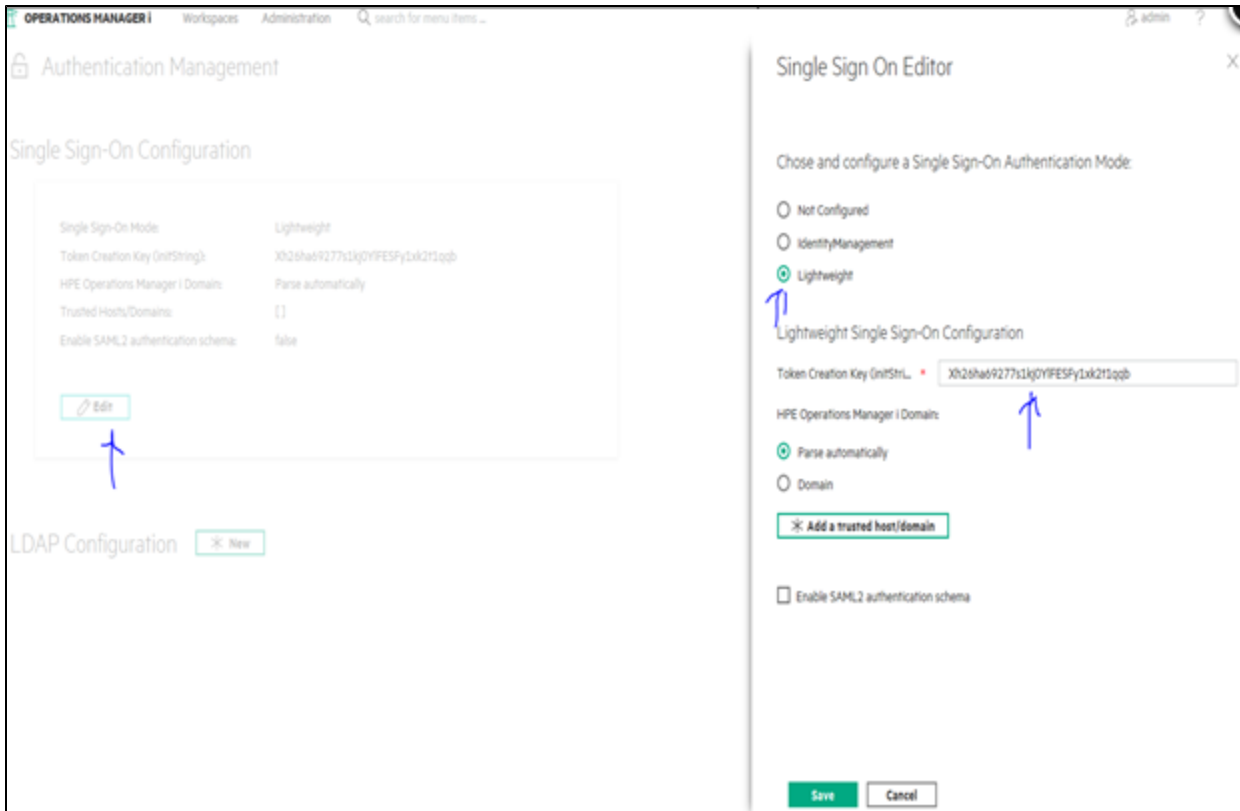 OPERATIONS MANAGER i Workspaces Administration search for menu items ... admin ?
Authentication Management
Single Sign-On Configuration
Single Sign-On Mode: Lightweight
Token Creation Key (initString): Xh26ha69277s1kj0YlFESFy1xk2f1qqb
HPE Operations Manager i Domain: Parse automatically
Trusted Hosts/Domains: [ ]
Enable SAML2 authentication schema: false
Edit
LDAP Configuration New
Single Sign On Editor X
Chose and configure a Single Sign-On Authentication Mode:
Not Configured
IdentityManagement
Lightweight
Lightweight Single Sign-On Configuration
Token Creation Key (initStri... * Xh26ha69277s1kj0YlFESFy1xk2f1qqb
HPE Operations Manager i Domain:
Parse automatically
Domain
Add a trusted host/domain
Enable SAML2 authentication schema
Save Cancel